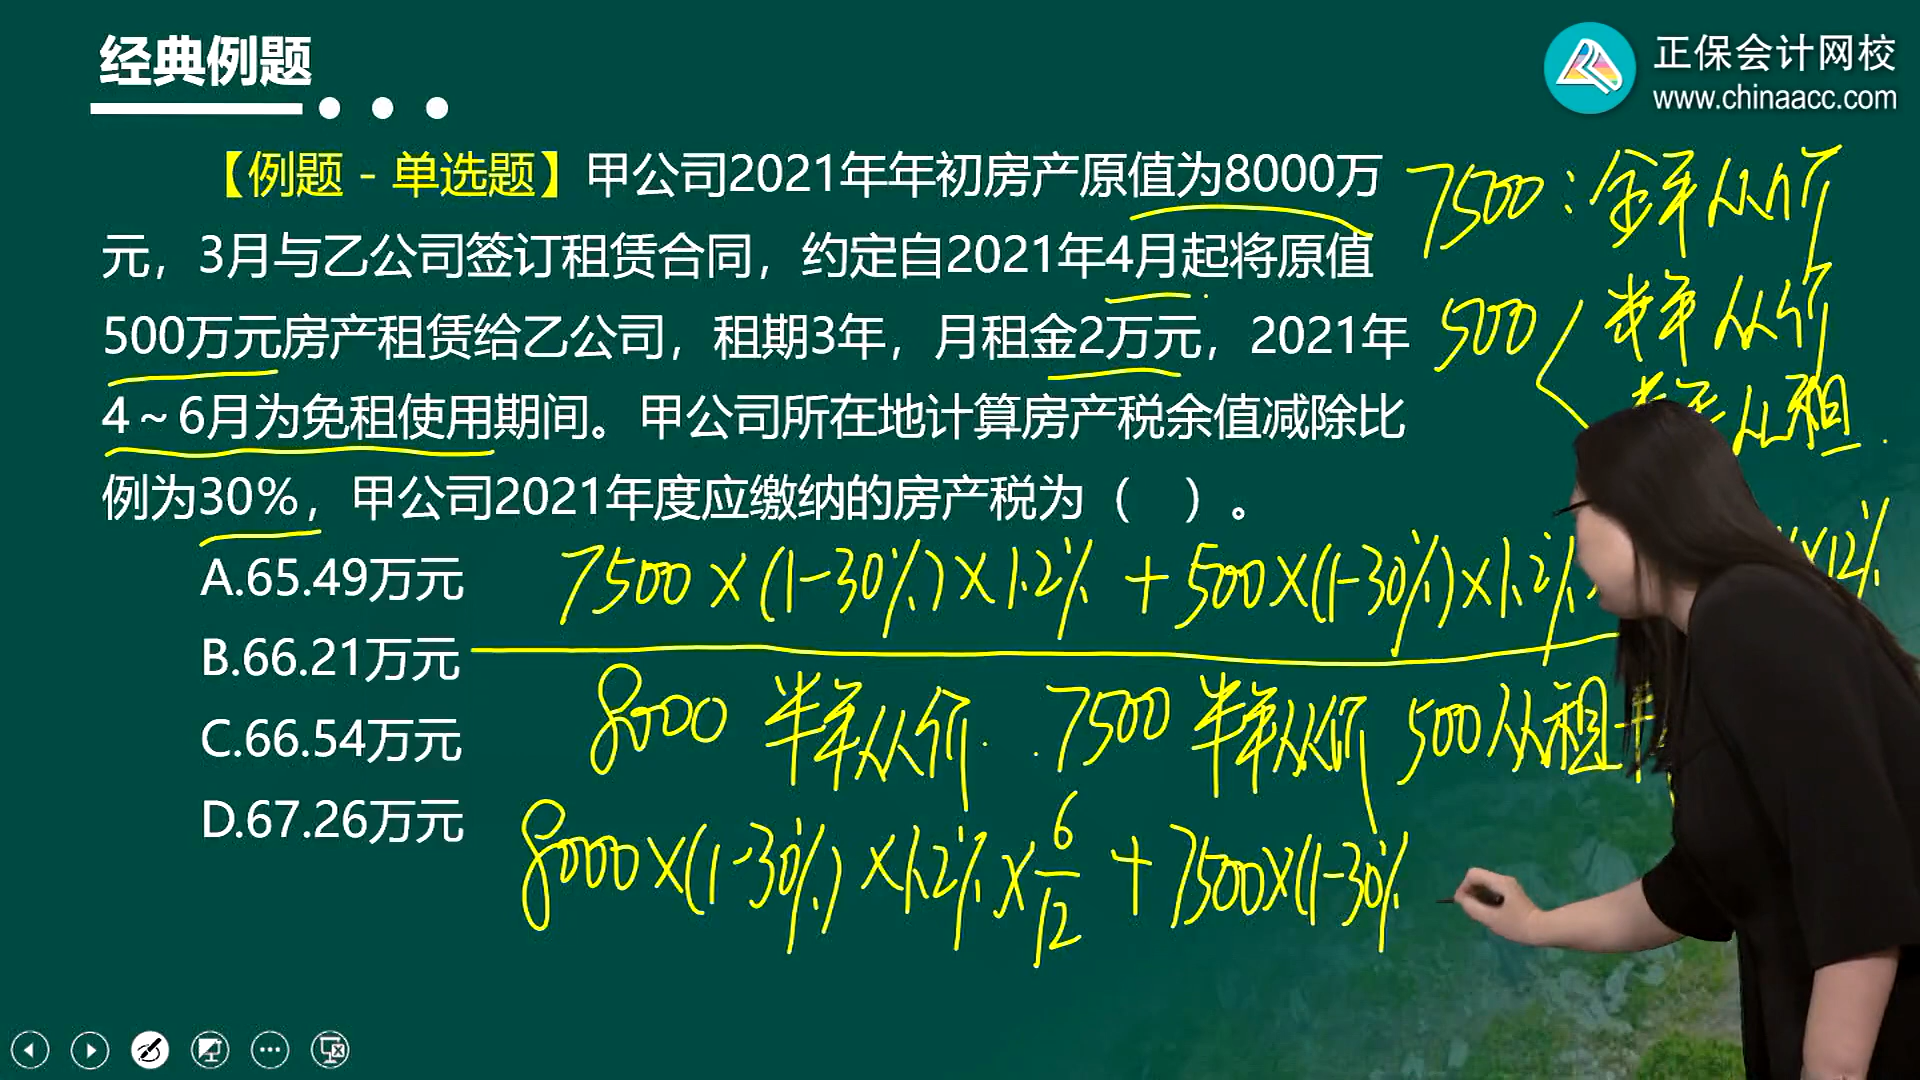 经典例题
正保会计网校
www.chinaacc.com
【例题－单选题】甲公司2021年年初房产原值为8000万
元，3月与乙公司签订租赁合同，约定自2021年4月起将原值
500万元房产租赁给乙公司，租期3年，月租金2万元，2021年
4～6月为免租使用期间。甲公司所在地计算房产税余值减除比
例为30%，甲公司2021年度应缴纳的房产税为（ ）。
7500：全年从价
500 半年从价
半年从租
A.65.49万元
B.66.21万元
C.66.54万元
D.67.26万元
7500×(1-30%)×1.2% + 500×(1-30%)×1.2% ×12%
8000 半年从价 7500 半年从价 500从租
8000×(1-30%)×1.2%×6/12 + 7500×(1-30%